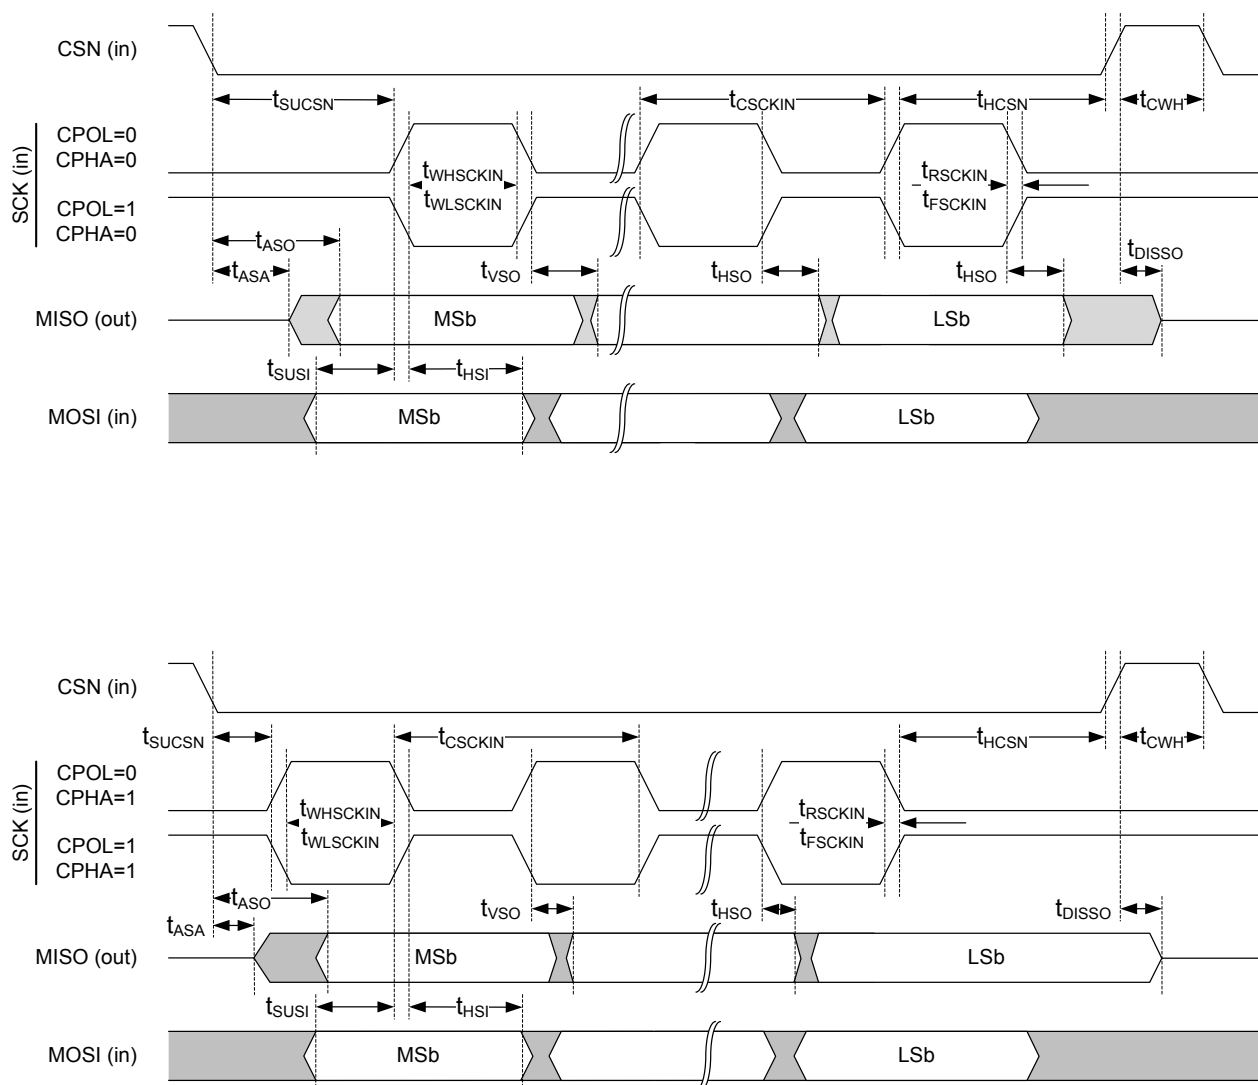 CSN (in)
tSUCSN
tCSCKIN
tHCSN
tCWH
SCK (in)
CPOL=0
CPHA=0
tWHSCKIN
tRSCKIN
tWLSCKIN
tFSCKIN
CPOL=1
CPHA=0
tASO
tASA
tVSO
tHSO
tHSO
tDISSO
MISO (out)
MSb
LSb
tSUSI
tHSI
MOSI (in)
MSb
LSb
CSN (in)
tSUCSN
tCSCKIN
tHCSN
tCWH
SCK (in)
CPOL=0
CPHA=1
tWHSCKIN
tRSCKIN
tWLSCKIN
tFSCKIN
CPOL=1
CPHA=1
tASO
tASA
tVSO
tHSO
tDISSO
MISO (out)
MSb
LSb
tSUSI
tHSI
MOSI (in)
MSb
LSb